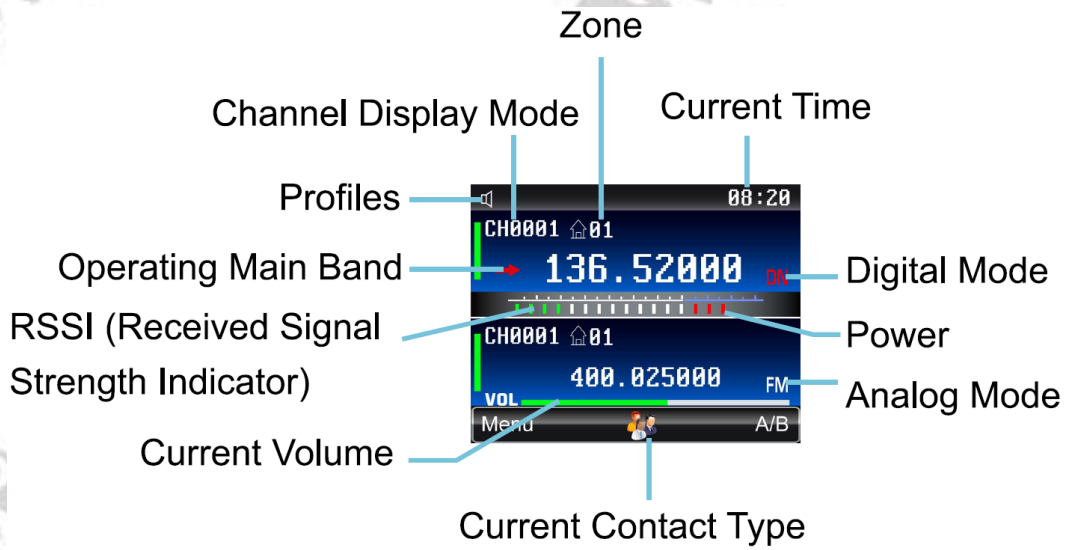 Zone
Channel Display Mode
Current Time
Profiles
08:20
CH0001 01
Operating Main Band
136.52000 DN
Digital Mode
RSSI (Received Signal
Strength Indicator)
Power
CH0001 01
400.025000 FM
Analog Mode
VOL
Menu A/B
Current Volume
Current Contact Type